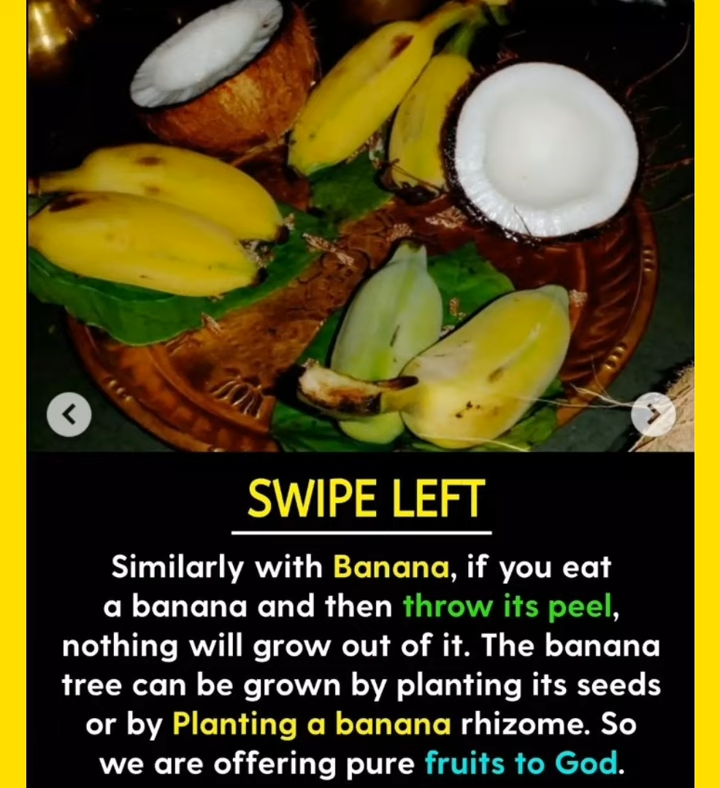 SWIPE LEFT
Similarly with Banana, if you eat
a banana and then throw its peel,
nothing will grow out of it. The banana
tree can be grown by planting its seeds
or by Planting a banana rhizome. So
we are offering pure fruits to God.